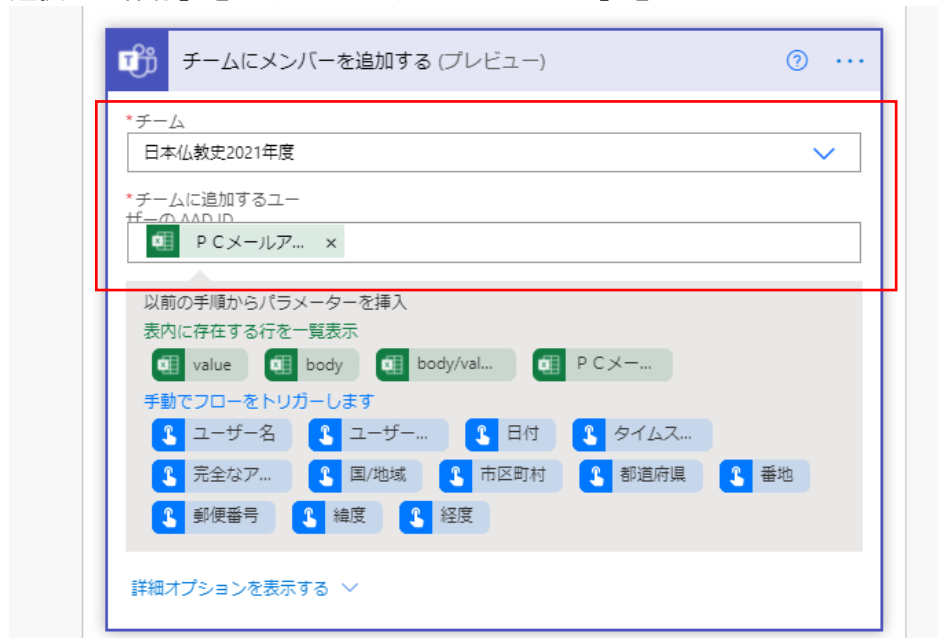 チームにメンバーを追加する (プレビュー)
*チーム
日本仏教史2021年度
*チームに追加するユー
ザーの AAD ID
ＰＣメールア... ×
以前の手順からパラメーターを挿入
表内に存在する行を一覧表示
value body body/val... ＰＣメー...
手動でフローをトリガーします
ユーザー名 ユーザー... 日付 タイムス...
完全なア... 国/地域 市区町村 都道府県 番地
郵便番号 緯度 経度
詳細オプションを表示する